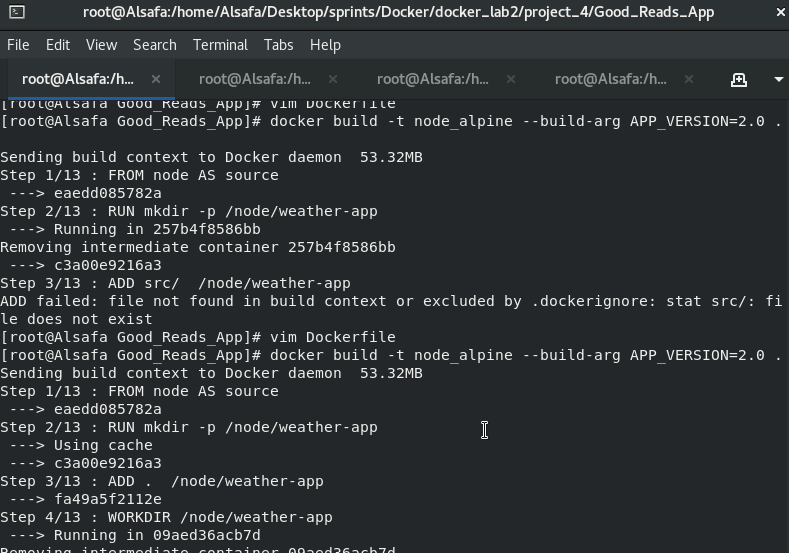 root@Alsafa:/home/Alsafa/Desktop/sprints/Docker/docker_lab2/project_4/Good_Reads_App
File Edit View Search Terminal Tabs Help
root@Alsafa:/h... root@Alsafa:/h... root@Alsafa:/h... root@Alsafa:/h...
[root@Alsafa Good_Reads_App]# vim Dockerfile
[root@Alsafa Good_Reads_App]# docker build -t node_alpine --build-arg APP_VERSION=2.0 .
Sending build context to Docker daemon  53.32MB
Step 1/13 : FROM node AS source
 ---> eaedd085782a
Step 2/13 : RUN mkdir -p /node/weather-app
 ---> Running in 257b4f8586bb
Removing intermediate container 257b4f8586bb
 ---> c3a00e9216a3
Step 3/13 : ADD src/  /node/weather-app
ADD failed: file not found in build context or excluded by .dockerignore: stat src/: fi
le does not exist
[root@Alsafa Good_Reads_App]# vim Dockerfile
[root@Alsafa Good_Reads_App]# docker build -t node_alpine --build-arg APP_VERSION=2.0 .
Sending build context to Docker daemon  53.32MB
Step 1/13 : FROM node AS source
 ---> eaedd085782a
Step 2/13 : RUN mkdir -p /node/weather-app
 ---> Using cache
 ---> c3a00e9216a3
Step 3/13 : ADD .  /node/weather-app
 ---> fa49a5f2112e
Step 4/13 : WORKDIR /node/weather-app
 ---> Running in 09aed36acb7d
Removing intermediate container 09aed36acb7d